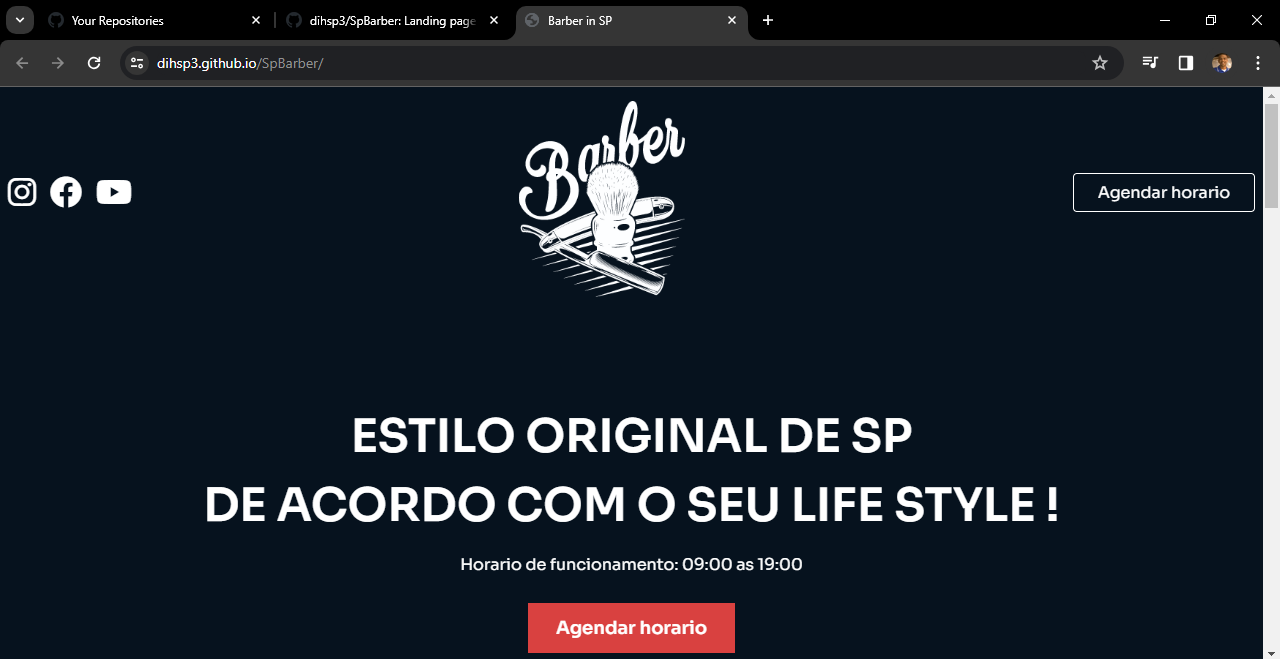 Your Repositories
dihsp3/SpBarber: Landing page
Barber in SP
dihsp3.github.io/SpBarber/
Barber
Agendar horario
ESTILO ORIGINAL DE SP
DE ACORDO COM O SEU LIFE STYLE !
Horario de funcionamento: 09:00 as 19:00
Agendar horario